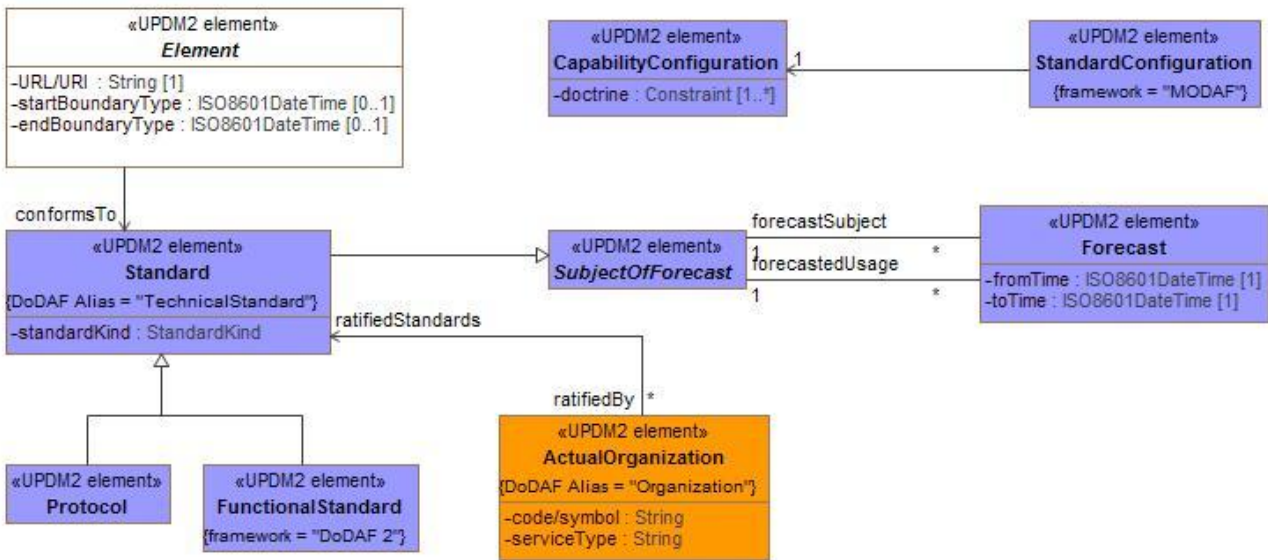 «UPDM2 element»
Element
-URL/URI : String [1]
-startBoundaryType : ISO8601DateTime [0..1]
-endBoundaryType : ISO8601DateTime [0..1]
«UPDM2 element»
CapabilityConfiguration
-doctrine : Constraint [1..*]
1
«UPDM2 element»
StandardConfiguration
{framework = "MODAF"}
conformsTo
«UPDM2 element»
Standard
{DoDAF Alias = "TechnicalStandard"}
-standardKind : StandardKind
«UPDM2 element»
SubjectOfForecast
forecastSubject
1
*
forecastedUsage
1
*
«UPDM2 element»
Forecast
-fromTime : ISO8601DateTime [1]
-toTime : ISO8601DateTime [1]
ratifiedStandards
ratifiedBy
*
«UPDM2 element»
Protocol
«UPDM2 element»
FunctionalStandard
{framework = "DoDAF 2"}
«UPDM2 element»
ActualOrganization
{DoDAF Alias = "Organization"}
-code/symbol : String
-serviceType : String